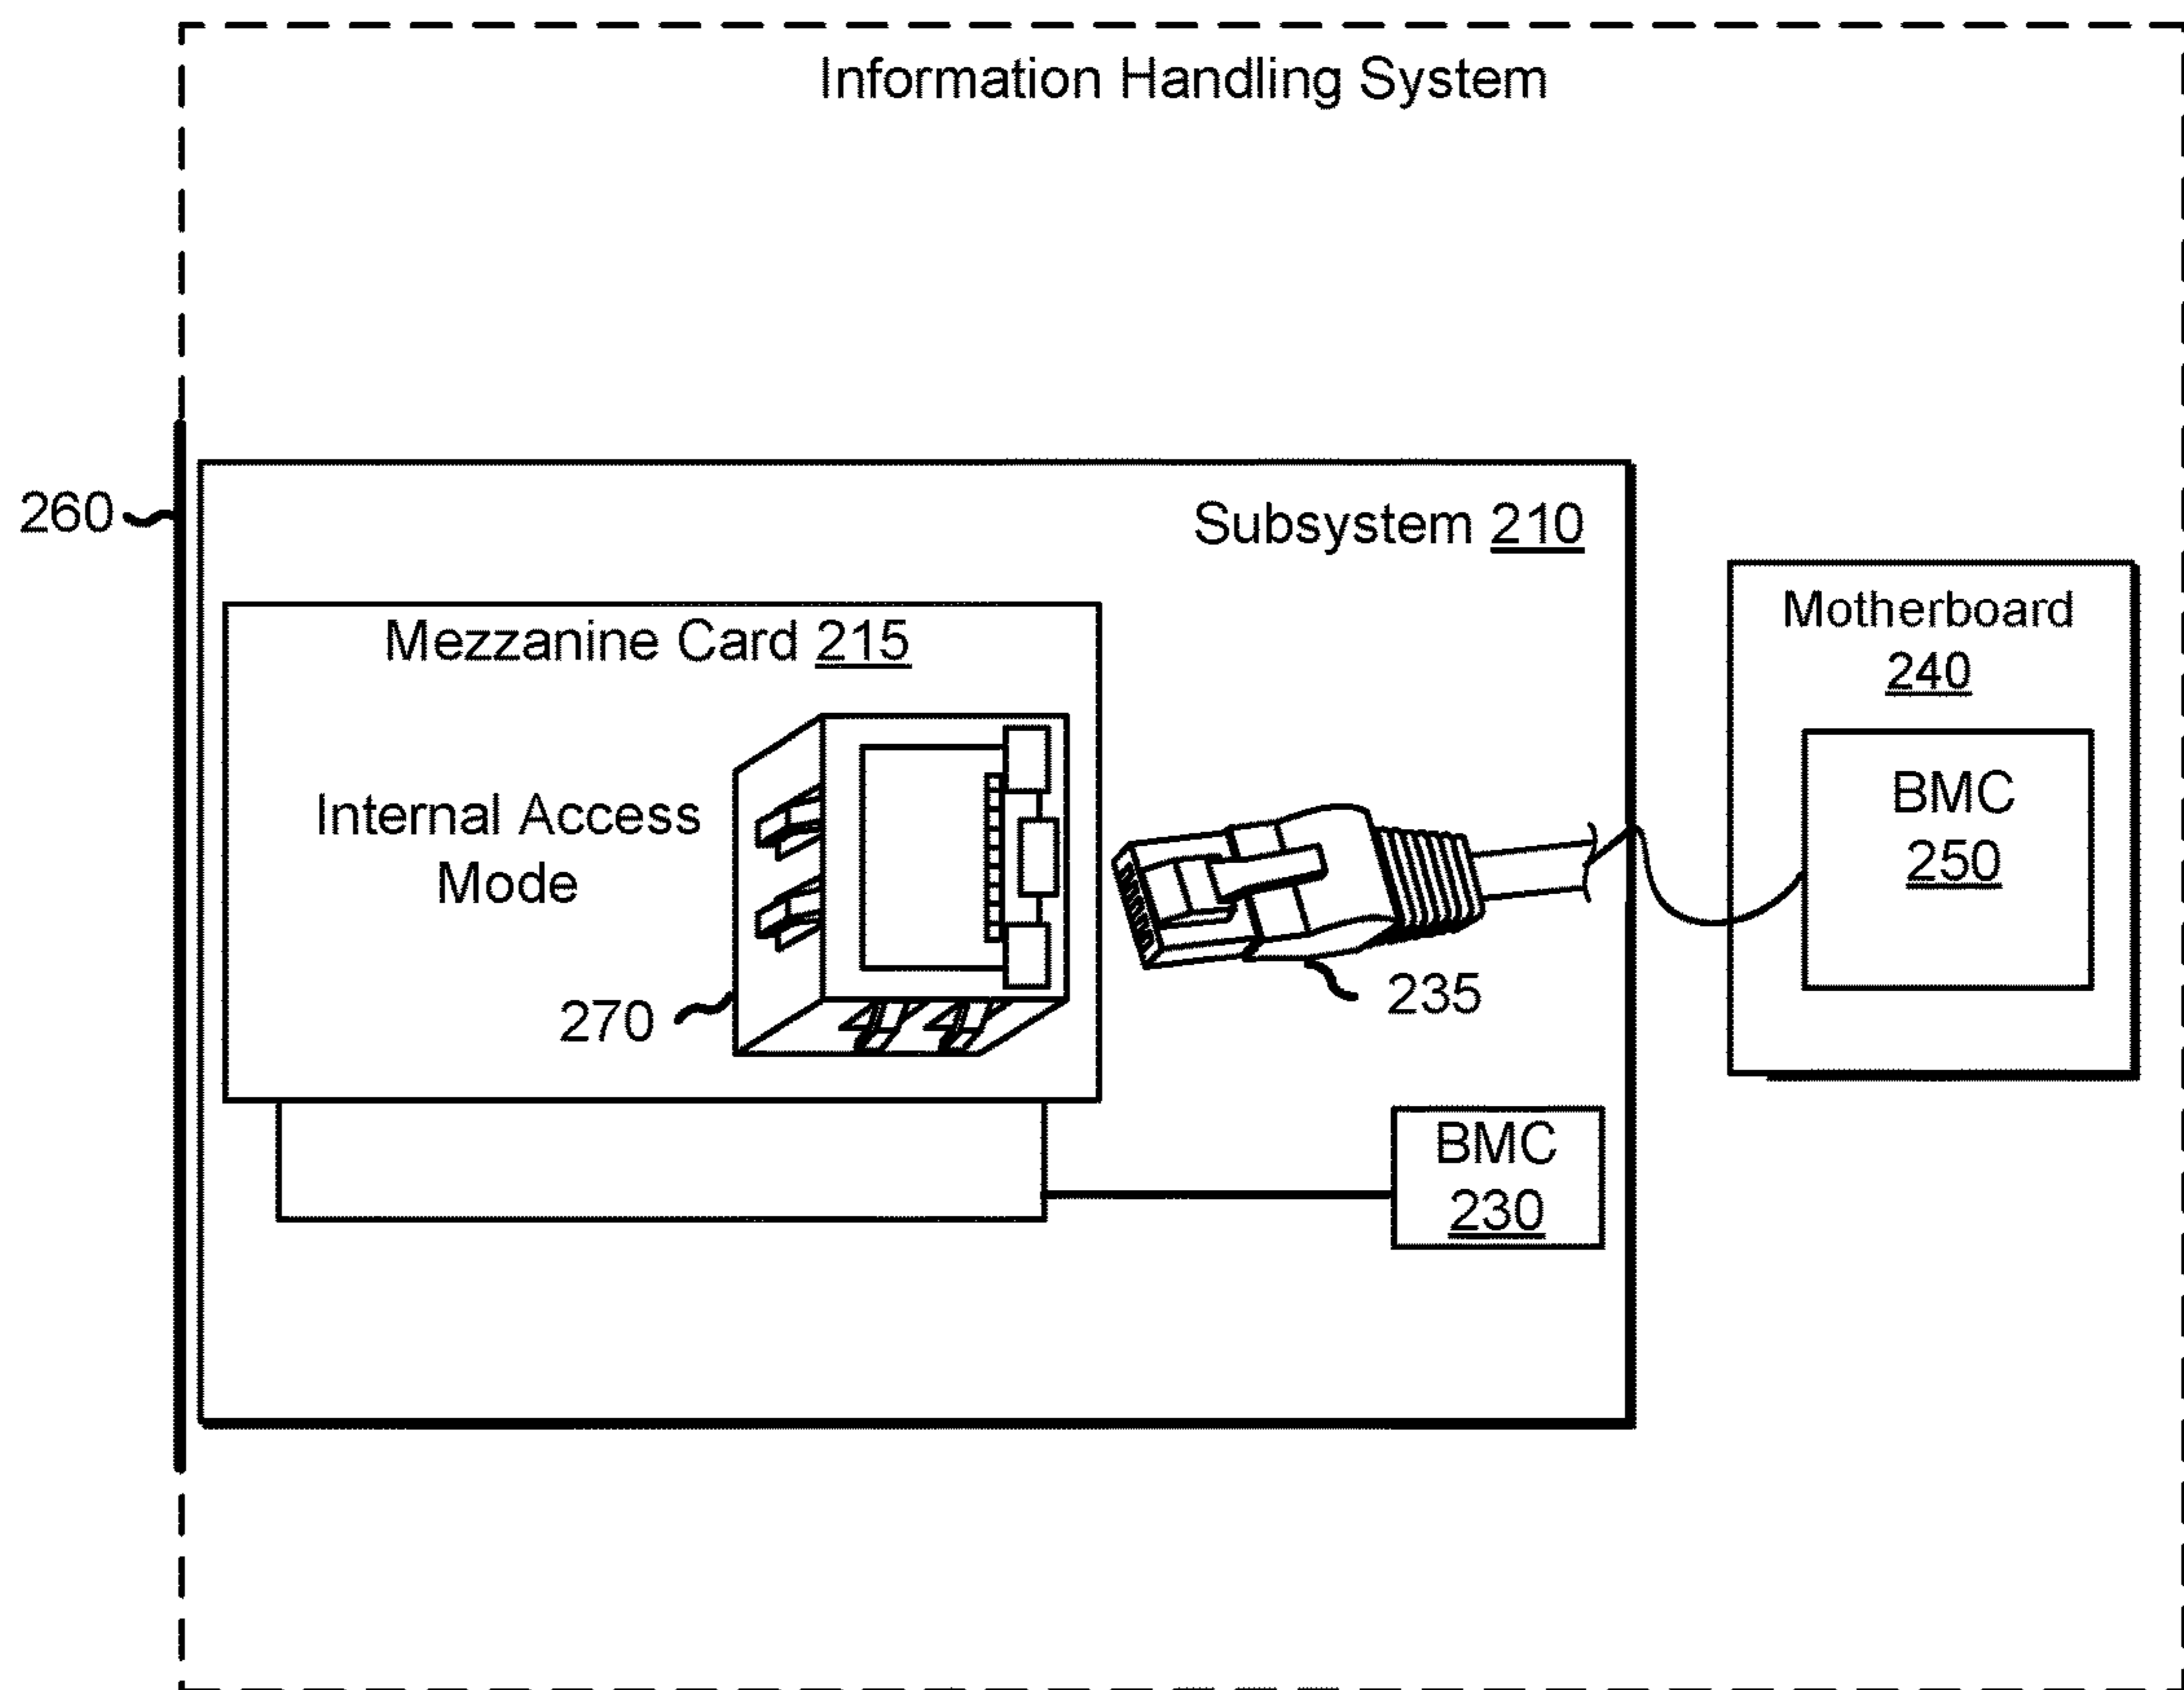 Information Handling System
260
Subsystem 210
Mezzanine Card 215
Internal Access
Mode
270
235
Motherboard
240
BMC
250
BMC
230